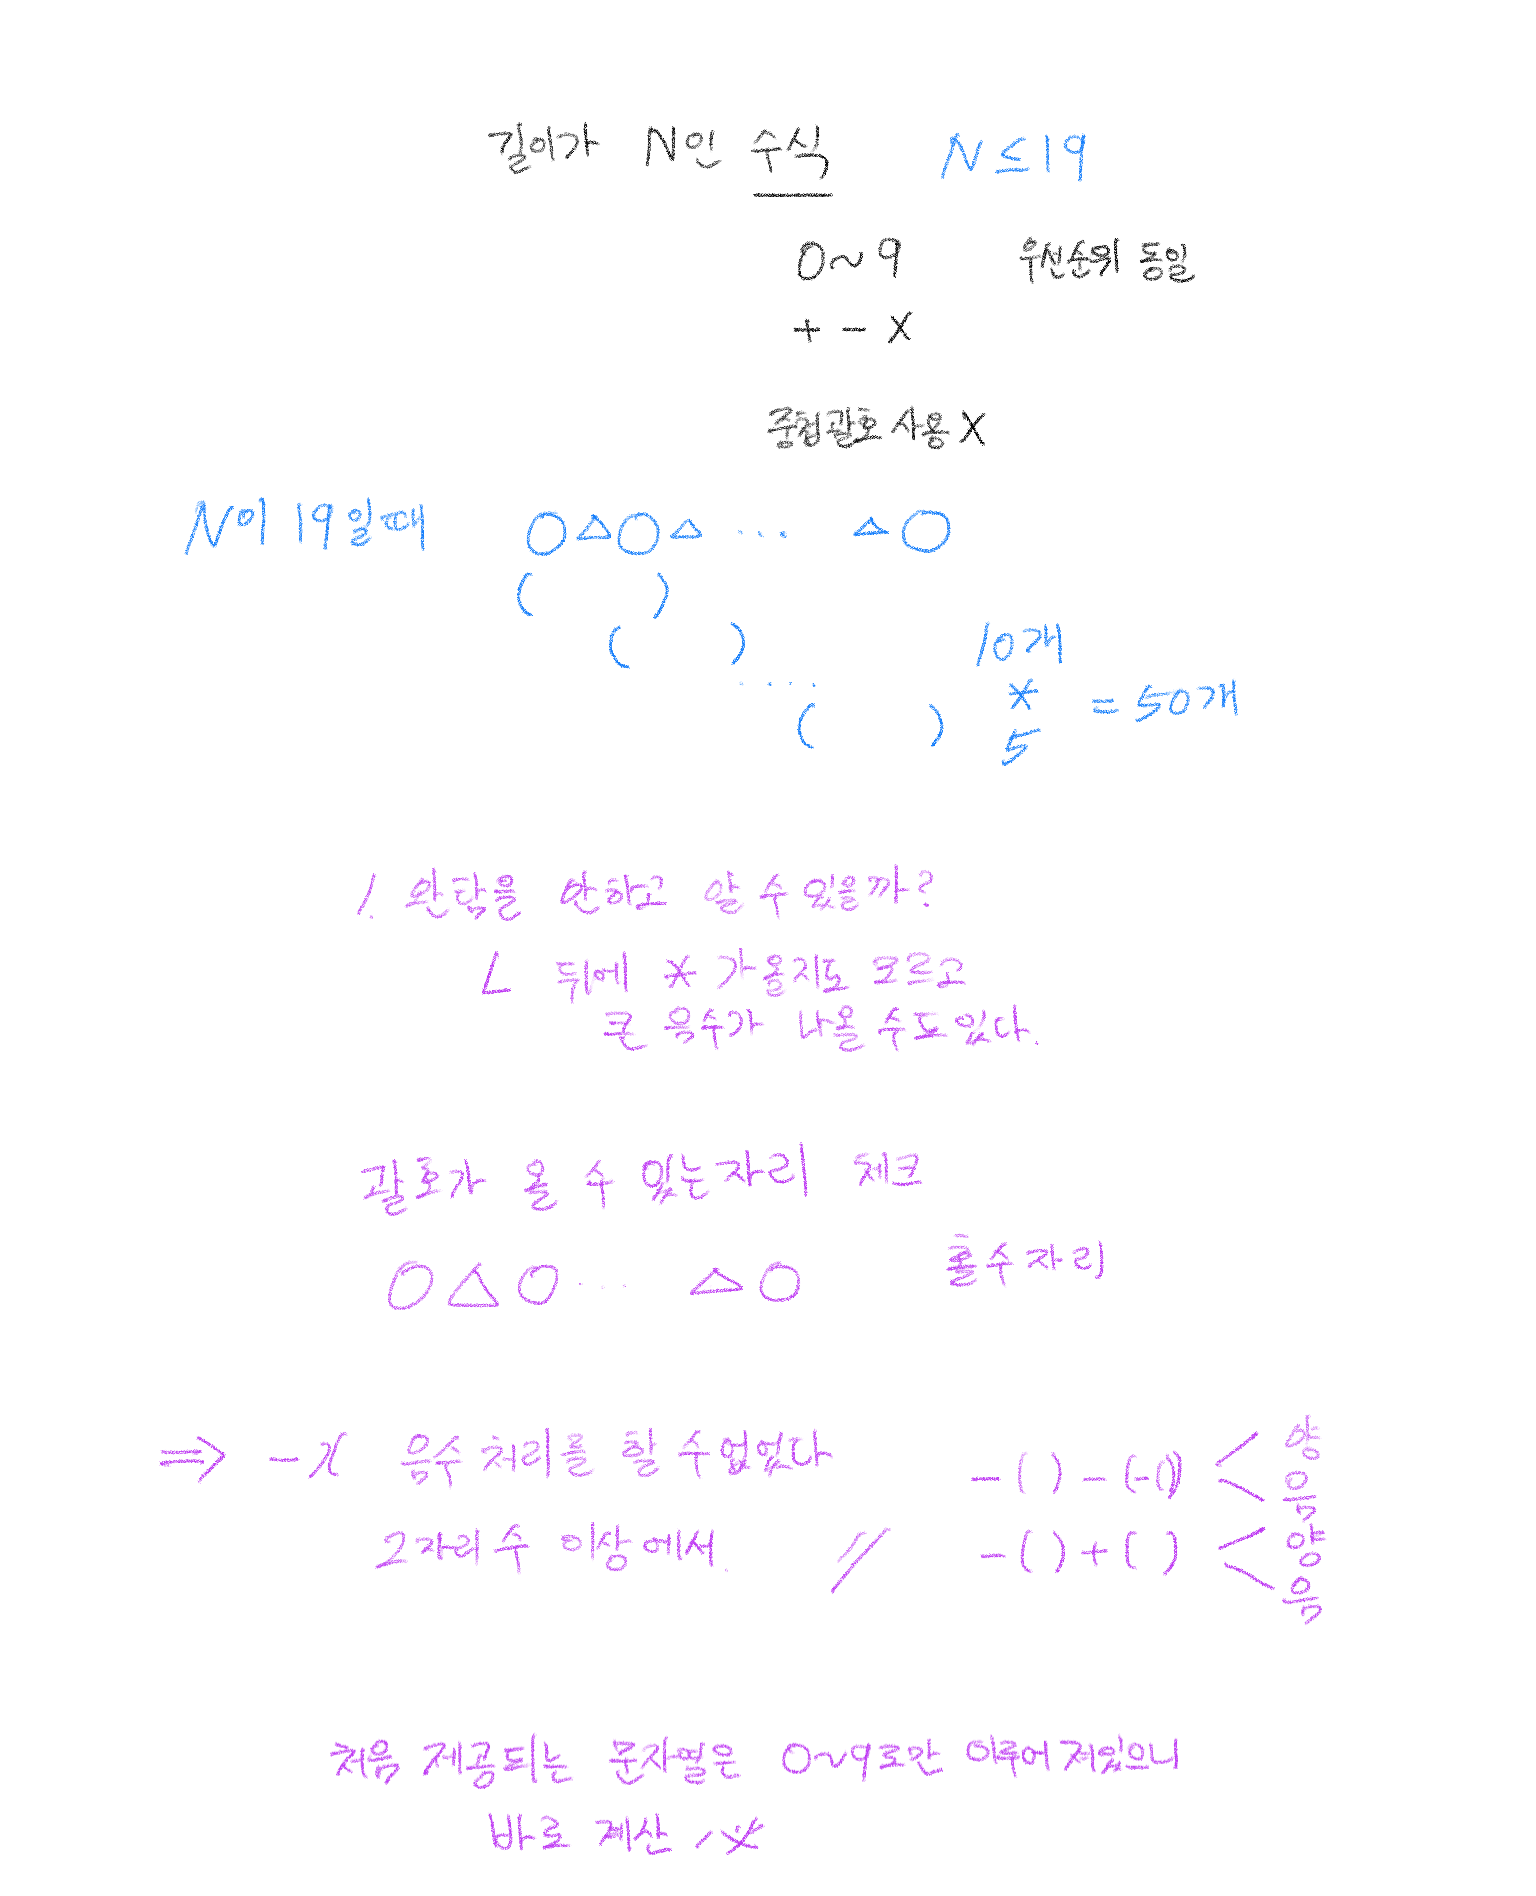 길이가 N인 수식 N≤19
0~9 우선순위 동일
+ - X
중첩괄호 사용 X
N이 19일 때 ○△○△ ... △○
( )
( ) 10개
.... * = 50개
( ) 5
1. 완탐을 안하고 알 수 있을까?
ㄴ 뒤에 * 가 올지도 모르고
큰 음수가 나올 수도 있다.
괄호가 올 수 있는자리 체크
○△○... △○ 홀수자리
⇒ -x 음수처리를 할 수 없었다 -( ) - (-()) < 양
음
2자리 수 이상에서. // -( ) + ( ) < 양
음
처음 제공되는 문자열은 0~9로만 이루어져있으니
바로 계산